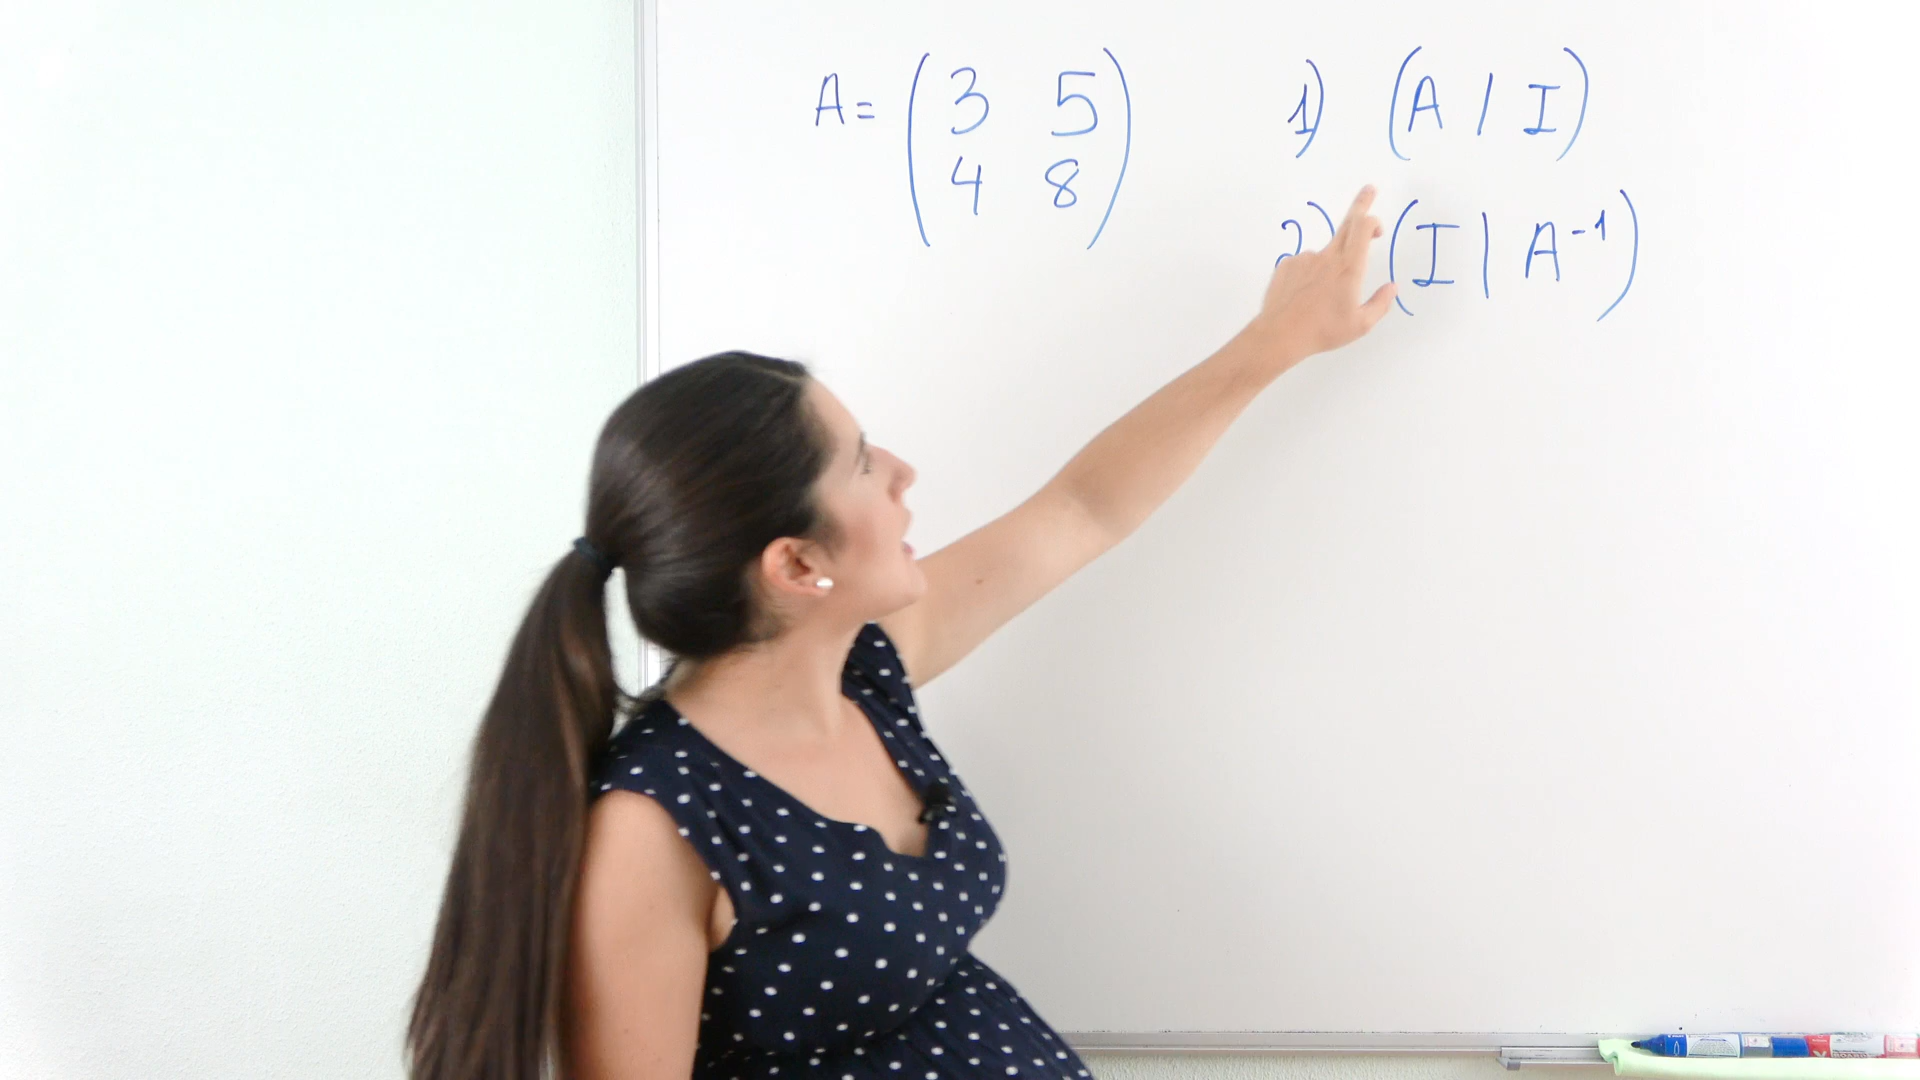 A = ( 3 5
4 8 )
1) (A / I)
2) (I | A⁻¹)